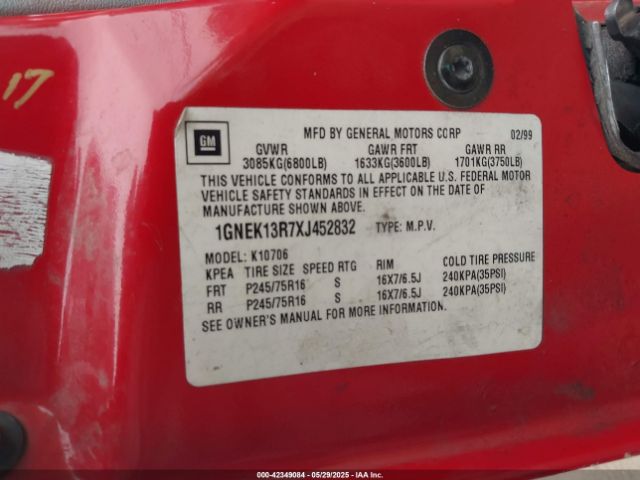 17
GM
MFD BY GENERAL MOTORS CORP 02/99
GVWR GAWR FRT GAWR RR
3085KG(6800LB) 1633KG(3600LB) 1701KG(3750LB)
THIS VEHICLE CONFORMS TO ALL APPLICABLE U.S. FEDERAL MOTOR
VEHICLE SAFETY STANDARDS IN EFFECT ON THE DATE OF
MANUFACTURE SHOWN ABOVE.
1GNEK13R7XJ452832 TYPE: M.P.V.
MODEL: K10706
KPEA TIRE SIZE SPEED RTG RIM COLD TIRE PRESSURE
FRT P245/75R16 S 16X7/6.5J 240KPA(35PSI)
RR P245/75R16 S 16X7/6.5J 240KPA(35PSI)
SEE OWNER'S MANUAL FOR MORE INFORMATION.
000-42349084 - 05/29/2025 - IAA Inc.